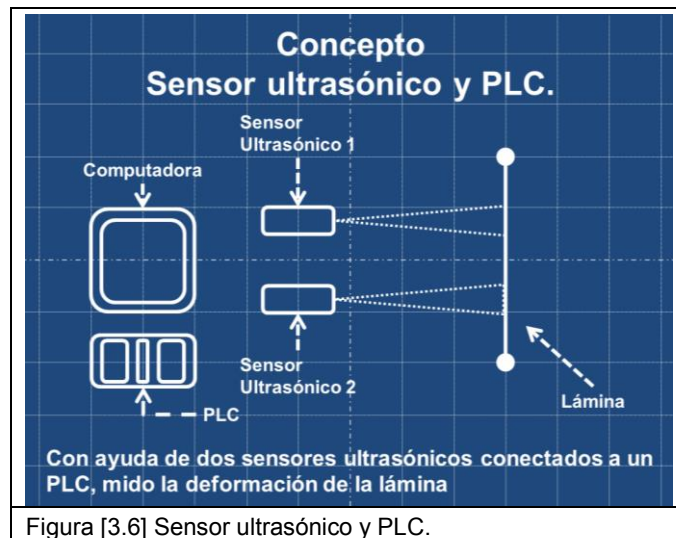 Concepto
Sensor ultrasónico y PLC.
Sensor
Ultrasónico 1
Computadora
Sensor
Ultrasónico 2
PLC
Lámina
Con ayuda de dos sensores ultrasónicos conectados a un
PLC, mido la deformación de la lámina
Figura [3.6] Sensor ultrasónico y PLC.